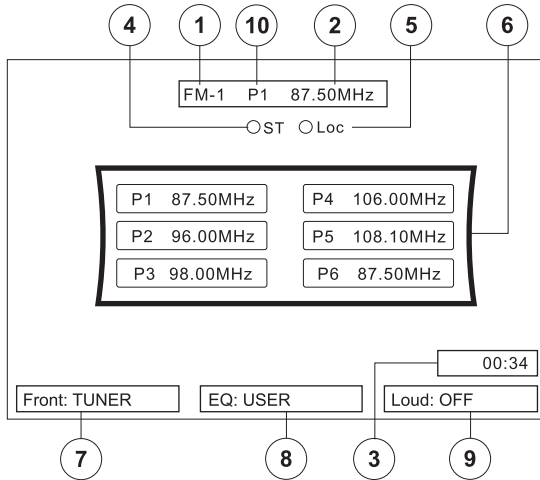 4 1 10 2 5 6
FM-1 P1 87.50MHz
ST Loc
P1 87.50MHz P4 106.00MHz
P2 96.00MHz P5 108.10MHz
P3 98.00MHz P6 87.50MHz
00:34
Front: TUNER EQ: USER Loud: OFF
7 8 3 9